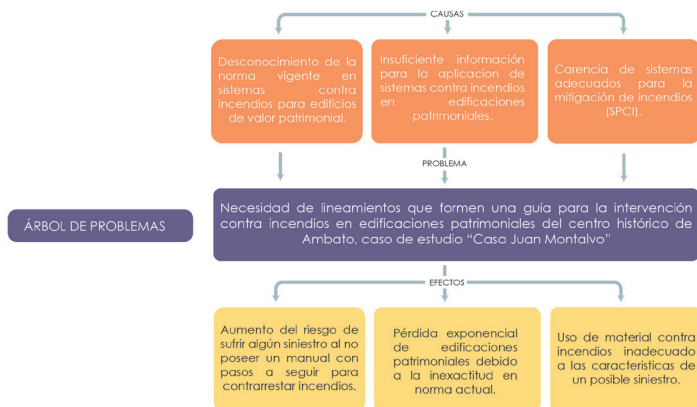 CAUSAS
Desconocimiento de la
norma vigente en
sistemas contra
incendios para edificios
de valor patrimonial.
Insuficiente información
para la aplicacion de
sistemas contra incendios
en edificaciones
patrimoniales.
Carencia de sistemas
adecuados para la
mitigación de incendios
(SPCI).
PROBLEMA
ÁRBOL DE PROBLEMAS
Necesidad de lineamientos que formen una guía para la intervención
contra incendios en edificaciones patrimoniales del centro histórico de
Ambato, caso de estudio “Casa Juan Montalvo”
EFECTOS
Aumento del riesgo de
sufrir algún siniestro al no
poseer un manual con
pasos a seguir para
contrarrestar incendios.
Pérdida exponencial
de edificaciones
patrimoniales debido
a la inexactitud en
norma actual.
Uso de material contra
incendios inadecuado
a las caracteristicas de
un posible siniestro.